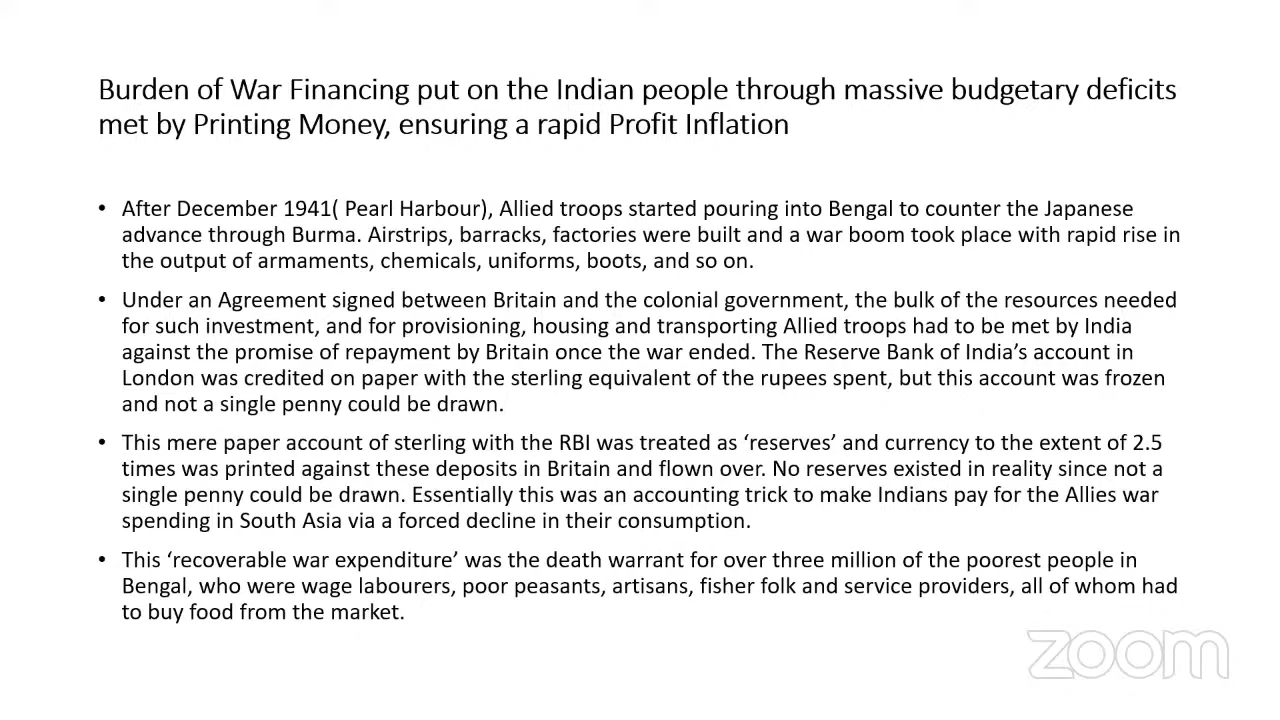 Burden of War Financing put on the Indian people through massive budgetary deficits
met by Printing Money, ensuring a rapid Profit Inflation
• After December 1941( Pearl Harbour), Allied troops started pouring into Bengal to counter the Japanese
advance through Burma. Airstrips, barracks, factories were built and a war boom took place with rapid rise in
the output of armaments, chemicals, uniforms, boots, and so on.
• Under an Agreement signed between Britain and the colonial government, the bulk of the resources needed
for such investment, and for provisioning, housing and transporting Allied troops had to be met by India
against the promise of repayment by Britain once the war ended. The Reserve Bank of India’s account in
London was credited on paper with the sterling equivalent of the rupees spent, but this account was frozen
and not a single penny could be drawn.
• This mere paper account of sterling with the RBI was treated as ‘reserves’ and currency to the extent of 2.5
times was printed against these deposits in Britain and flown over. No reserves existed in reality since not a
single penny could be drawn. Essentially this was an accounting trick to make Indians pay for the Allies war
spending in South Asia via a forced decline in their consumption.
• This ‘recoverable war expenditure’ was the death warrant for over three million of the poorest people in
Bengal, who were wage labourers, poor peasants, artisans, fisher folk and service providers, all of whom had
to buy food from the market.
zoom